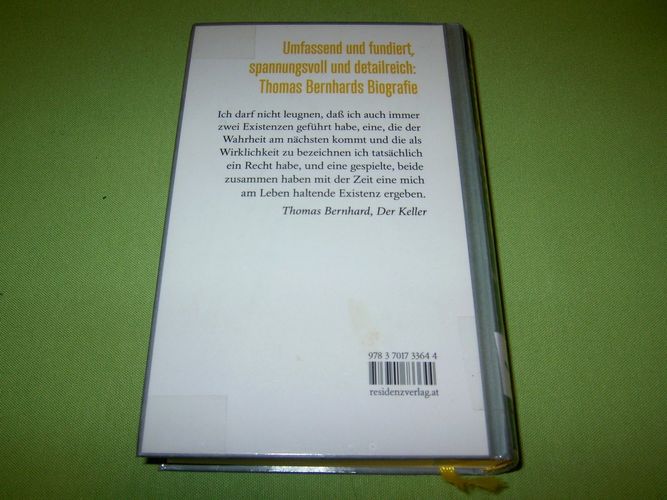 Umfassend und fundiert,
spannungsvoll und detailreich:
Thomas Bernhards Biografie
Ich darf nicht leugnen, daß ich auch immer
zwei Existenzen geführt habe, eine, die der
Wahrheit am nächsten kommt und die als
Wirklichkeit zu bezeichnen ich tatsächlich
ein Recht habe, und eine gespielte, beide
zusammen haben mit der Zeit eine mich
am Leben haltende Existenz ergeben.
Thomas Bernhard, Der Keller
978 3 7017 3364 4
residenzverlag.at